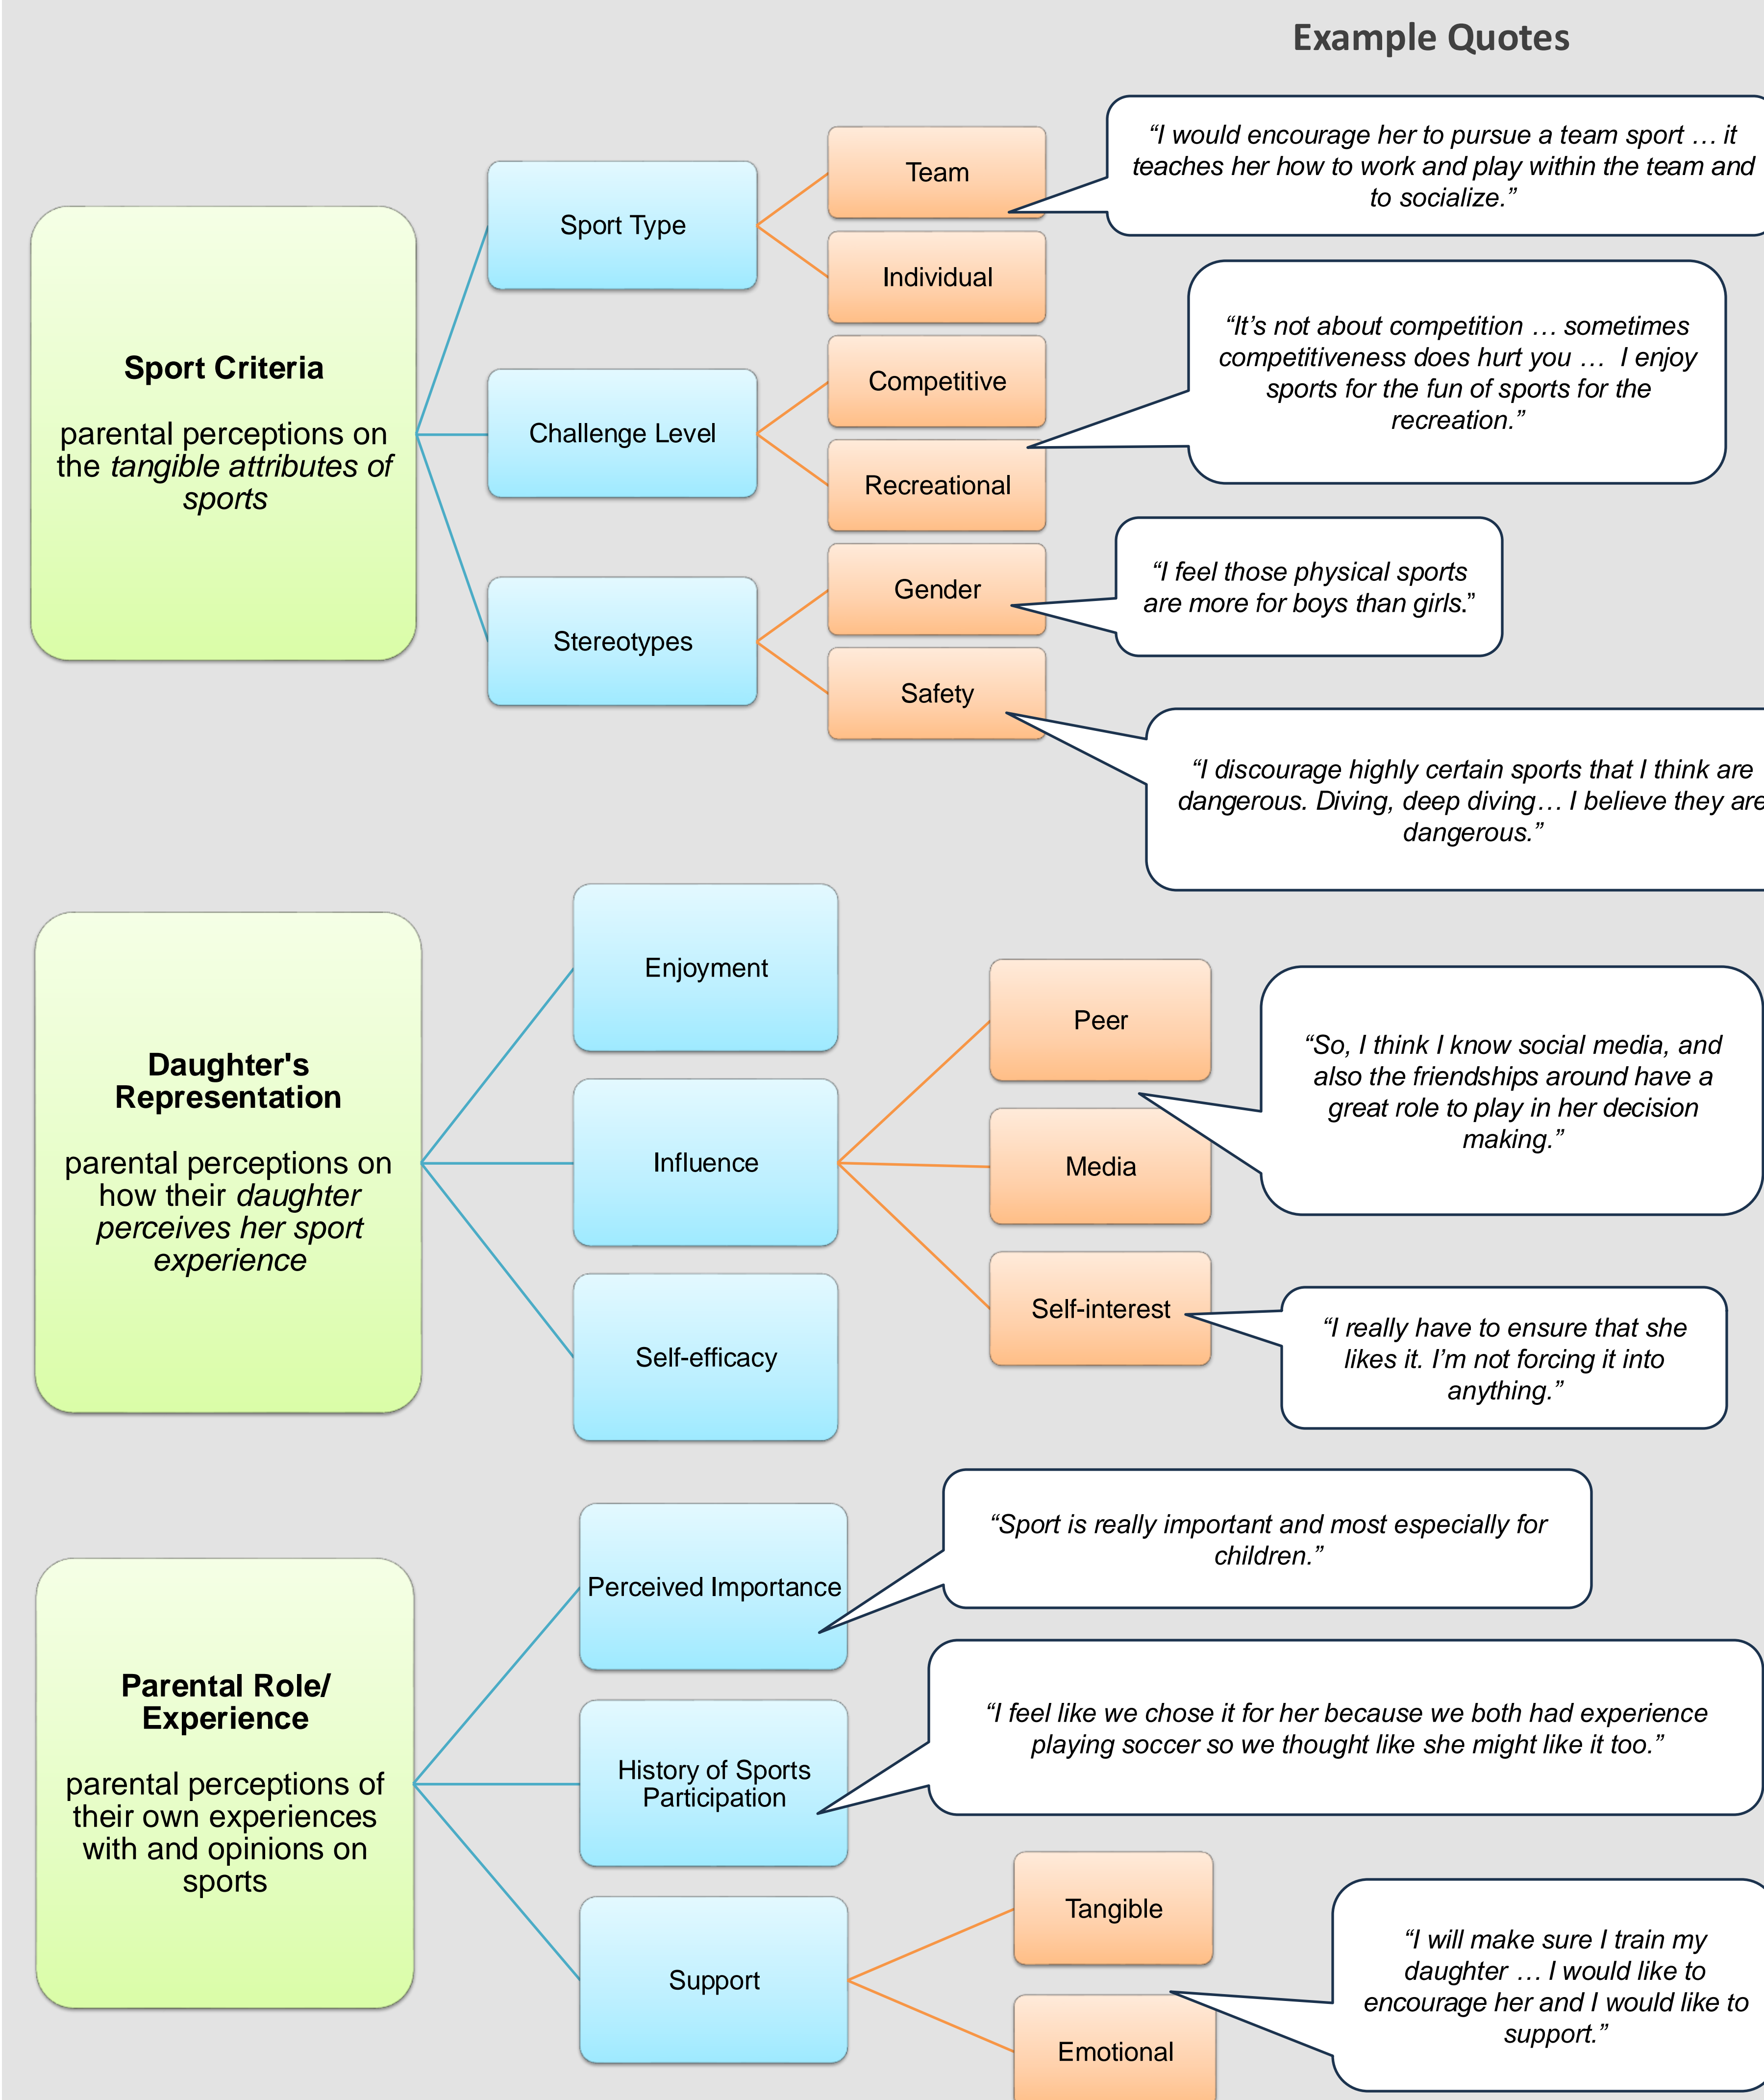 Example Quotes
Sport Criteria
parental perceptions on
the tangible attributes of
sports
Sport Type
Team
Individual
“I would encourage her to pursue a team sport … it
teaches her how to work and play within the team and
to socialize.”
Challenge Level
Competitive
Recreational
“It’s not about competition … sometimes
competitiveness does hurt you … I enjoy
sports for the fun of sports for the
recreation.”
Stereotypes
Gender
Safety
“I feel those physical sports
are more for boys than girls.”
“I discourage highly certain sports that I think are
dangerous. Diving, deep diving… I believe they are
dangerous.”
Daughter's
Representation
parental perceptions on
how their daughter
perceives her sport
experience
Enjoyment
Influence
Self-efficacy
Peer
Media
Self-interest
“So, I think I know social media, and
also the friendships around have a
great role to play in her decision
making.”
“I really have to ensure that she
likes it. I’m not forcing it into
anything.”
Parental Role/
Experience
parental perceptions of
their own experiences
with and opinions on
sports
Perceived Importance
“Sport is really important and most especially for
children.”
History of Sports
Participation
“I feel like we chose it for her because we both had experience
playing soccer so we thought like she might like it too.”
Support
Tangible
Emotional
“I will make sure I train my
daughter … I would like to
encourage her and I would like to
support.”